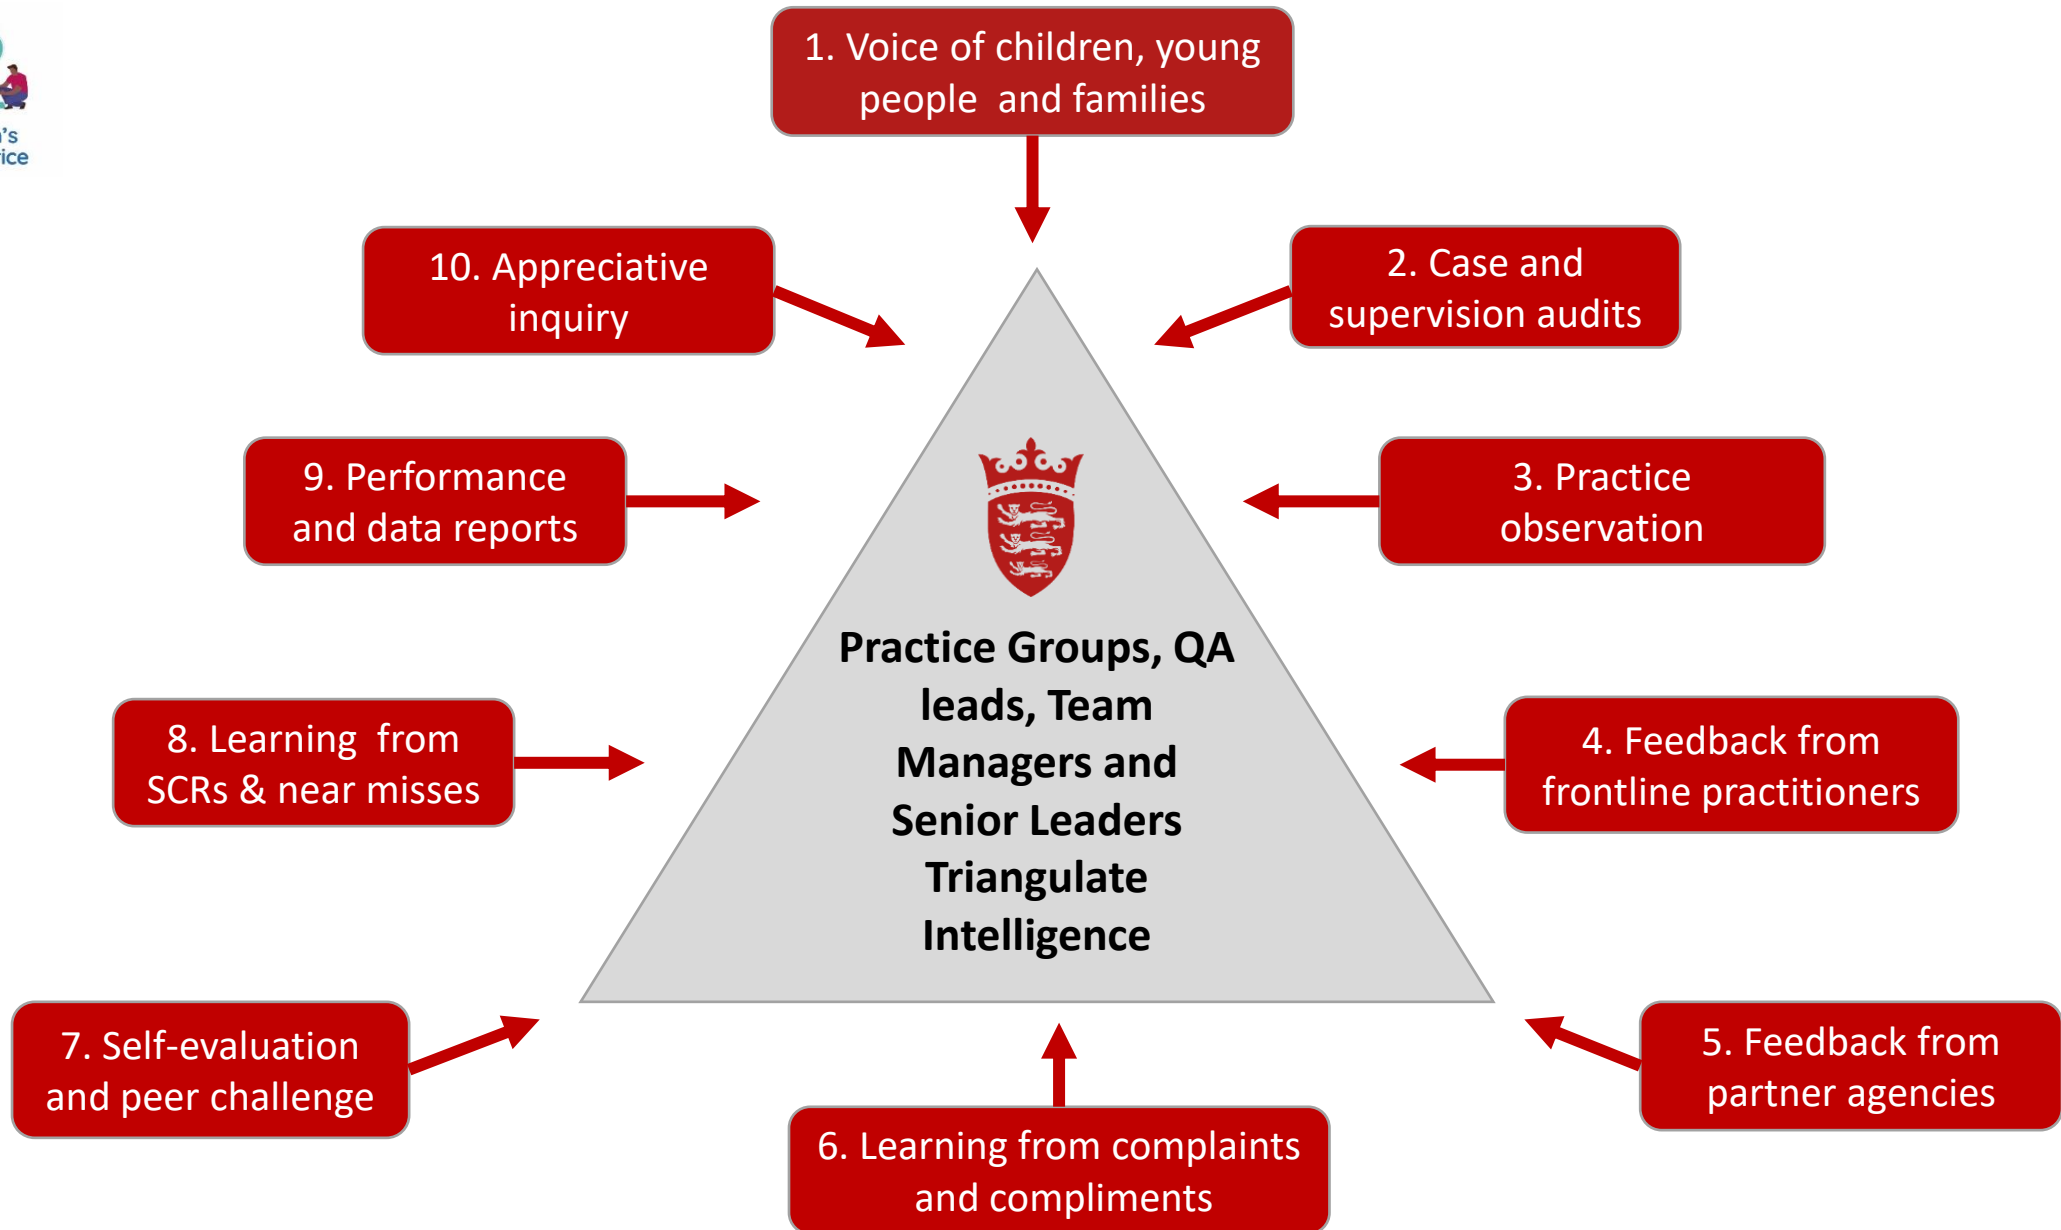 1. Voice of children, young
people and families
2. Case and
supervision audits
3. Practice
observation
4. Feedback from
frontline practitioners
5. Feedback from
partner agencies
6. Learning from complaints
and compliments
7. Self-evaluation
and peer challenge
8. Learning from
SCRs & near misses
9. Performance
and data reports
10. Appreciative
inquiry
Practice Groups, QA
leads, Team
Managers and
Senior Leaders
Triangulate
Intelligence